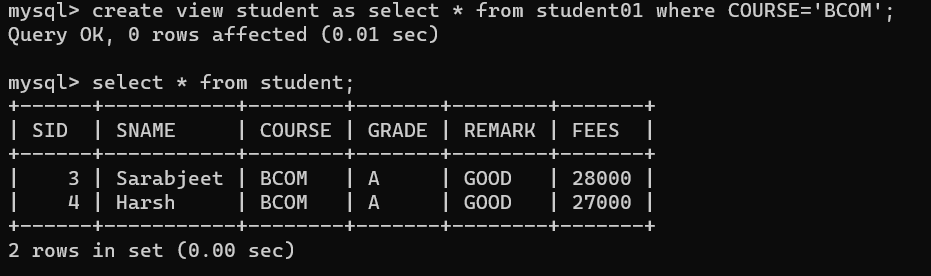 mysql> create view student as select * from student01 where COURSE='BCOM';
Query OK, 0 rows affected (0.01 sec)

mysql> select * from student;
+------+-----------+--------+-------+--------+-------+
| SID  | SNAME     | COURSE | GRADE | REMARK | FEES  |
+------+-----------+--------+-------+--------+-------+
|    3 | Sarabjeet | BCOM   | A     | GOOD   | 28000 |
|    4 | Harsh     | BCOM   | A     | GOOD   | 27000 |
+------+-----------+--------+-------+--------+-------+
2 rows in set (0.00 sec)